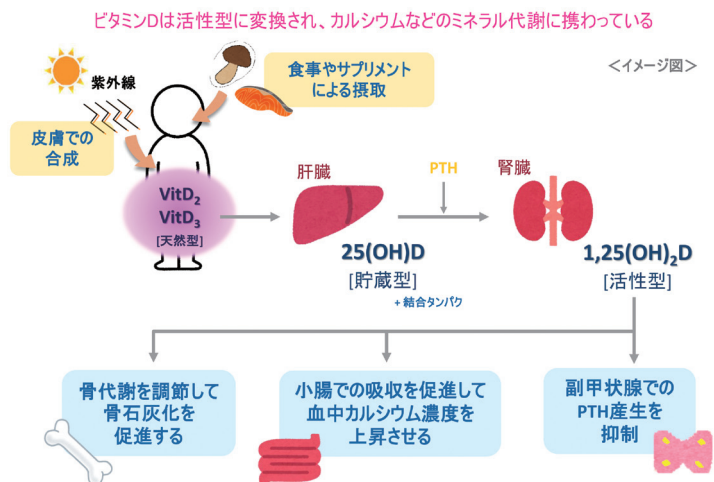 ビタミンDは活性型に変換され、カルシウムなどのミネラル代謝に携わっている
＜イメージ図＞
紫外線
食事やサプリメント
による摂取
皮膚での
合成
VitD₂
VitD₃
[天然型]
肝臓
PTH
腎臓
25(OH)D
[貯蔵型]
+ 結合タンパク
1,25(OH)₂D
[活性型]
骨代謝を調節して
骨石灰化を
促進する
小腸での吸収を促進して
血中カルシウム濃度を
上昇させる
副甲状腺での
PTH産生を
抑制